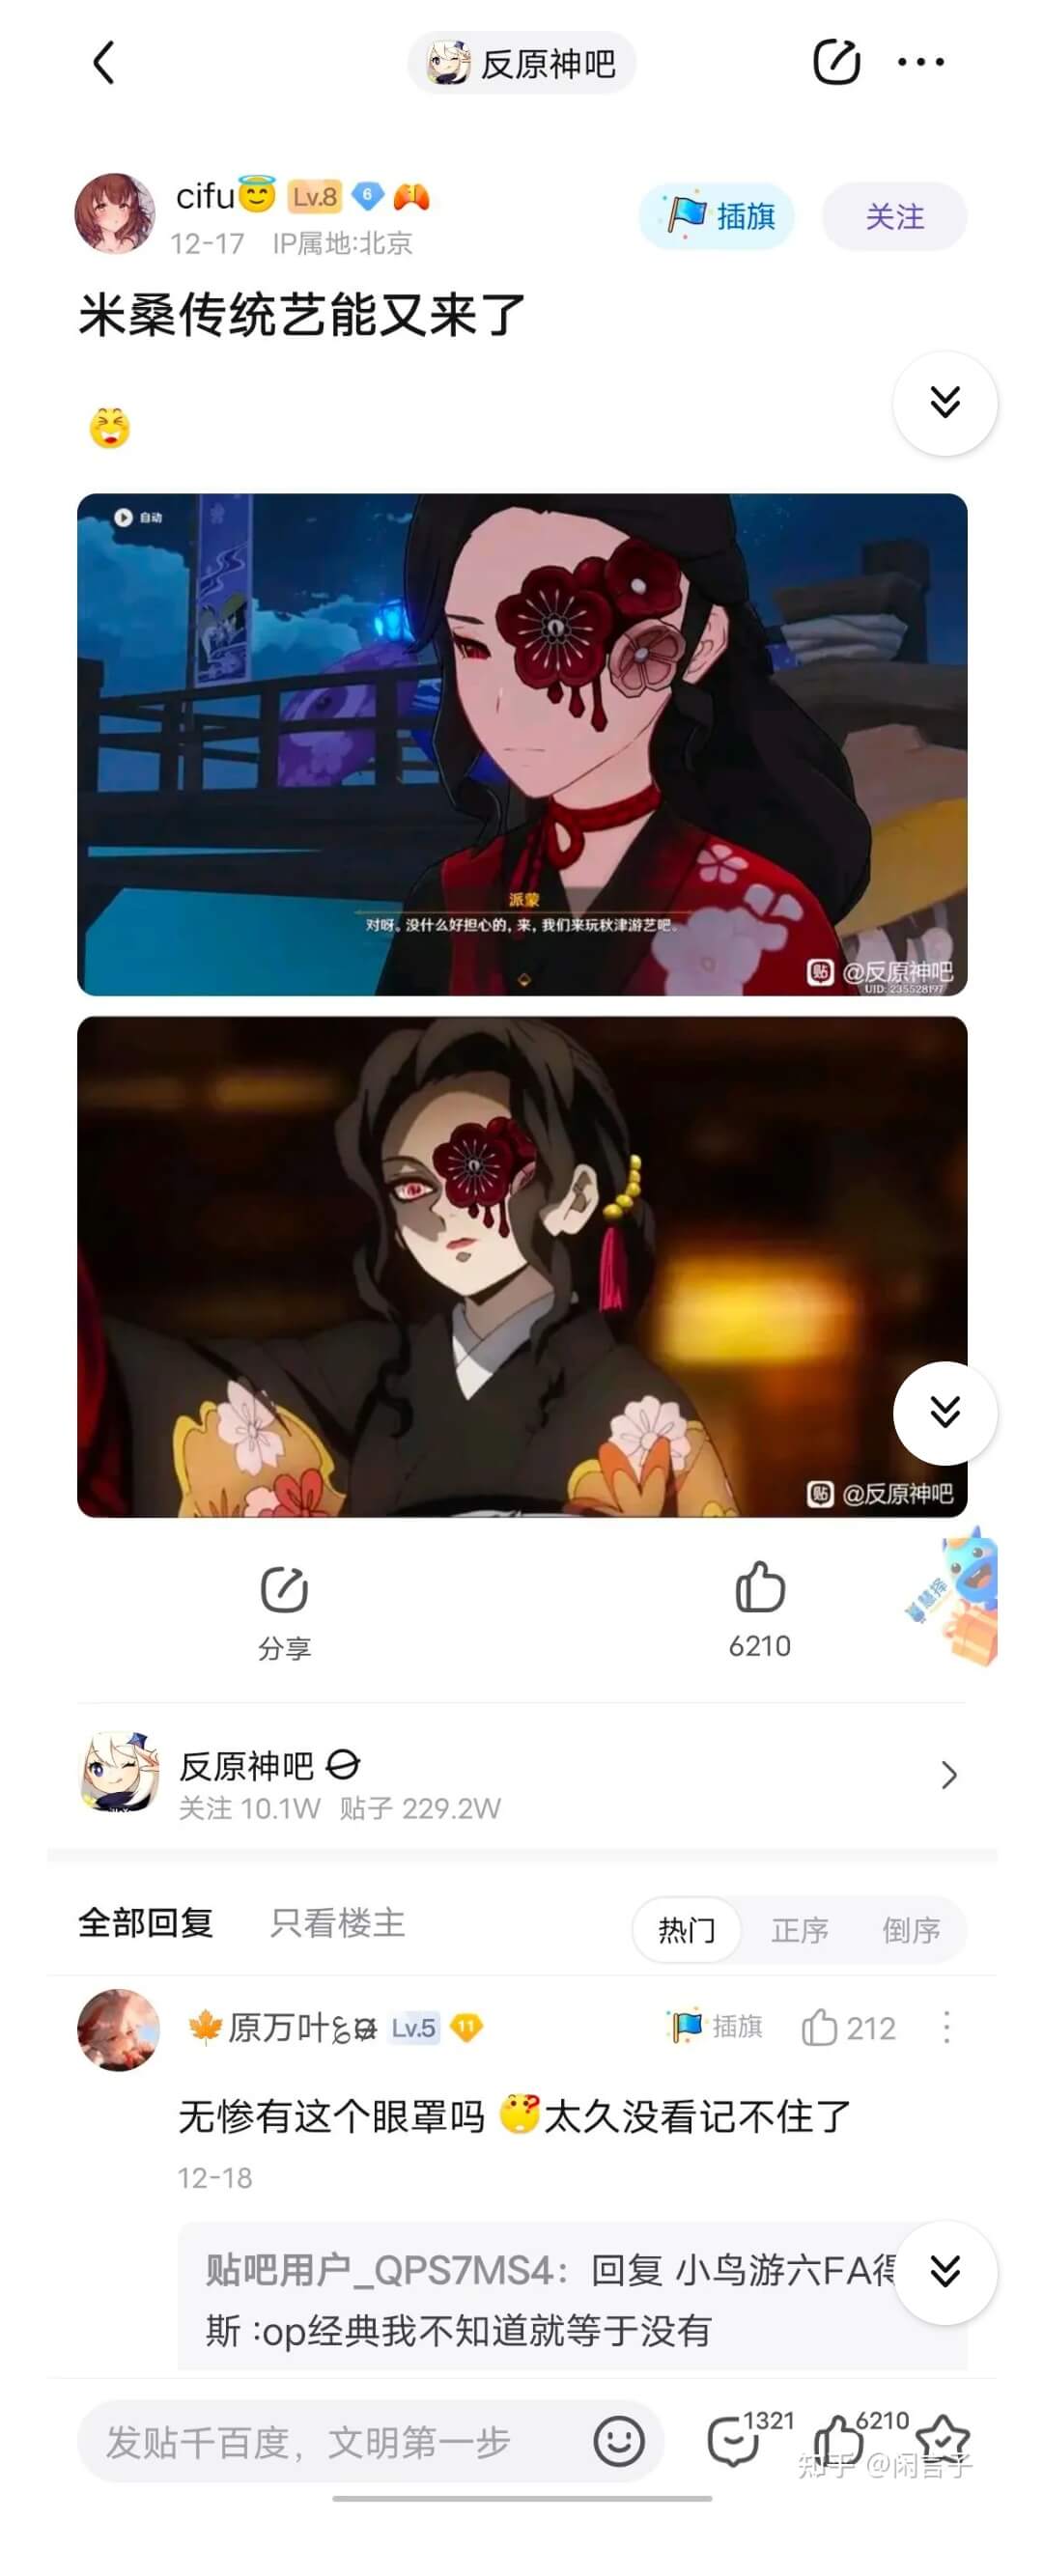 反原神吧
cifu Lv.8 6
12-17 IP属地:北京
插旗
关注
米桑传统艺能又来了
自动
派蒙
对呀。没什么好担心的，来，我们来玩秋津游艺吧。
贴 @反原神吧
UID: 235528197
贴 @反原神吧
分享
6210
反原神吧
关注 10.1W 贴子 229.2W
全部回复
只看楼主
热门
正序
倒序
原万叶 Lv.5 11
插旗
212
无惨有这个眼罩吗 太久没看记不住了
12-18
贴吧用户_QPS7MS4：回复 小鸟游六FA得
斯 :op经典我不知道就等于没有
发贴千百度，文明第一步
1321
6210
知乎 @闲言子